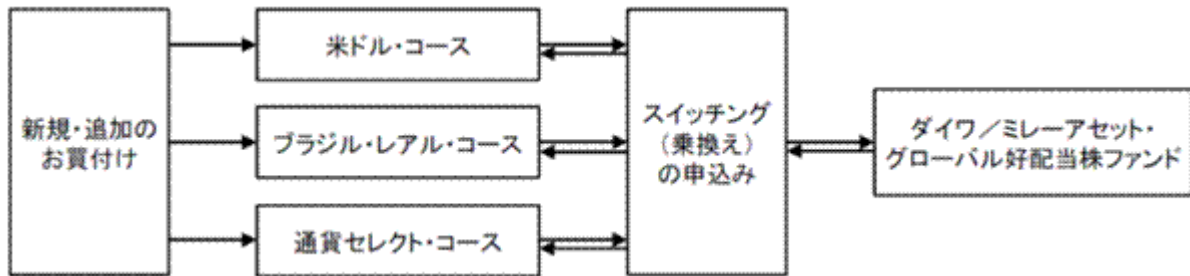 新規・追加の
お買付け
米ドル・コース
ブラジル・レアル・コース
通貨セレクト・コース
スイッチング
(乗換え)
の申込み
ダイワ/ミレーアセット・
グローバル好配当株ファンド